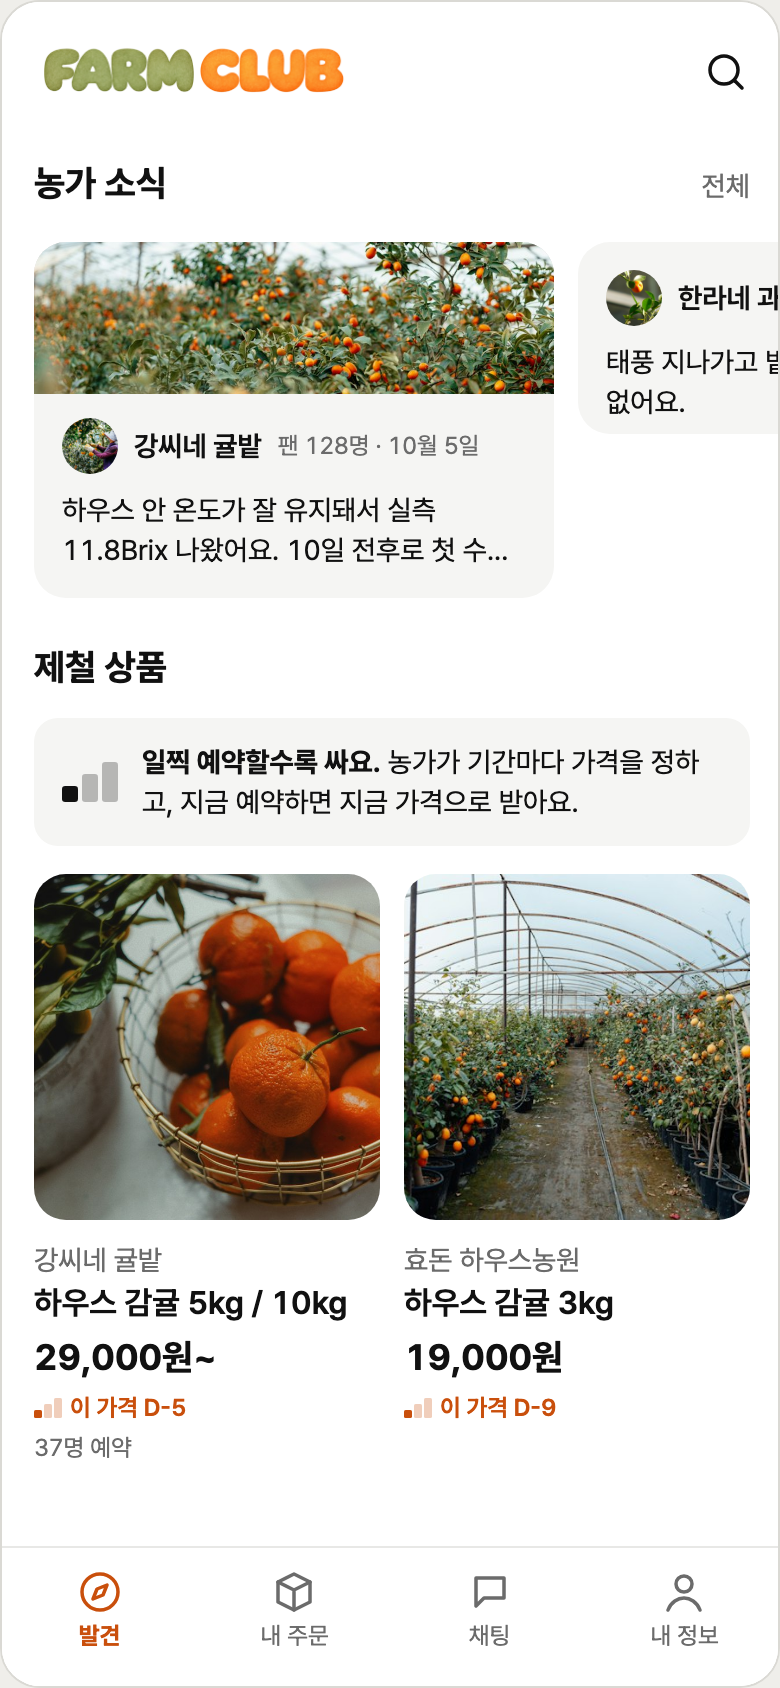 FARM CLUB
농가 소식
전체
강씨네 귤밭 팬 128명 · 10월 5일
하우스 안 온도가 잘 유지돼서 실측
11.8Brix 나왔어요. 10일 전후로 첫 수...
한라네 과
태풍 지나가고 밭
없어요.
제철 상품
일찍 예약할수록 싸요. 농가가 기간마다 가격을 정하
고, 지금 예약하면 지금 가격으로 받아요.
강씨네 귤밭
하우스 감귤 5kg / 10kg
29,000원~
이 가격 D-5
37명 예약
효돈 하우스농원
하우스 감귤 3kg
19,000원
이 가격 D-9
발견
내 주문
채팅
내 정보